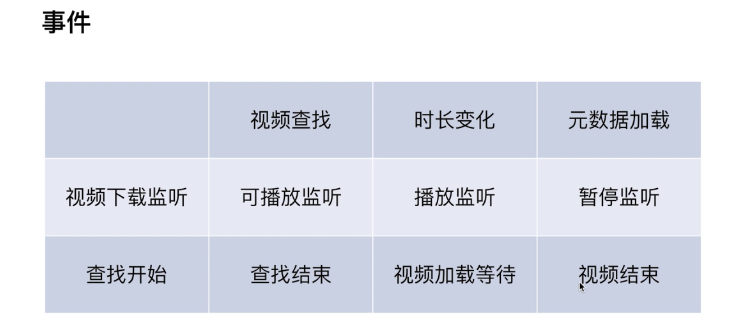 事件
视频查找 时长变化 元数据加载
视频下载监听 可播放监听 播放监听 暂停监听
查找开始 查找结束 视频加载等待 视频结束